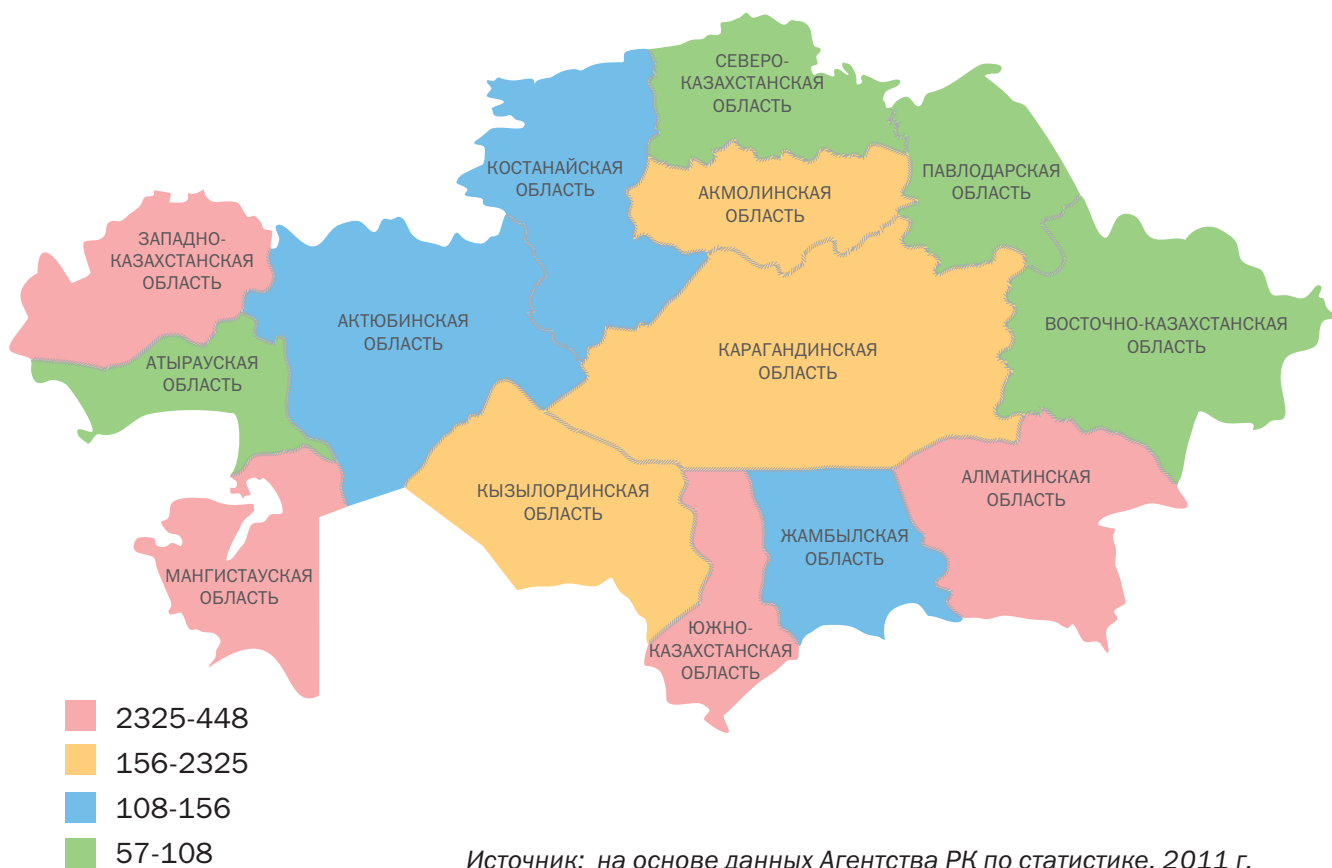 СЕВЕРО-
КАЗАХСТАНСКАЯ
ОБЛАСТЬ
КОСТАНАЙСКАЯ
ОБЛАСТЬ
ПАВЛОДАРСКАЯ
ОБЛАСТЬ
АКМОЛИНСКАЯ
ОБЛАСТЬ
ЗАПАДНО-
КАЗАХСТАНСКАЯ
ОБЛАСТЬ
АКТЮБИНСКАЯ
ОБЛАСТЬ
ВОСТОЧНО-КАЗАХСТАНСКАЯ
ОБЛАСТЬ
КАРАГАНДИНСКАЯ
ОБЛАСТЬ
АТЫРАУСКАЯ
ОБЛАСТЬ
АЛМАТИНСКАЯ
ОБЛАСТЬ
КЫЗЫЛОРДИНСКАЯ
ОБЛАСТЬ
ЖАМБЫЛСКАЯ
ОБЛАСТЬ
МАНГИСТАУСКАЯ
ОБЛАСТЬ
ЮЖНО-
КАЗАХСТАНСКАЯ
ОБЛАСТЬ
2325-448
156-2325
108-156
57-108
Источник: на основе данных Агентства РК по статистике, 2011 г.